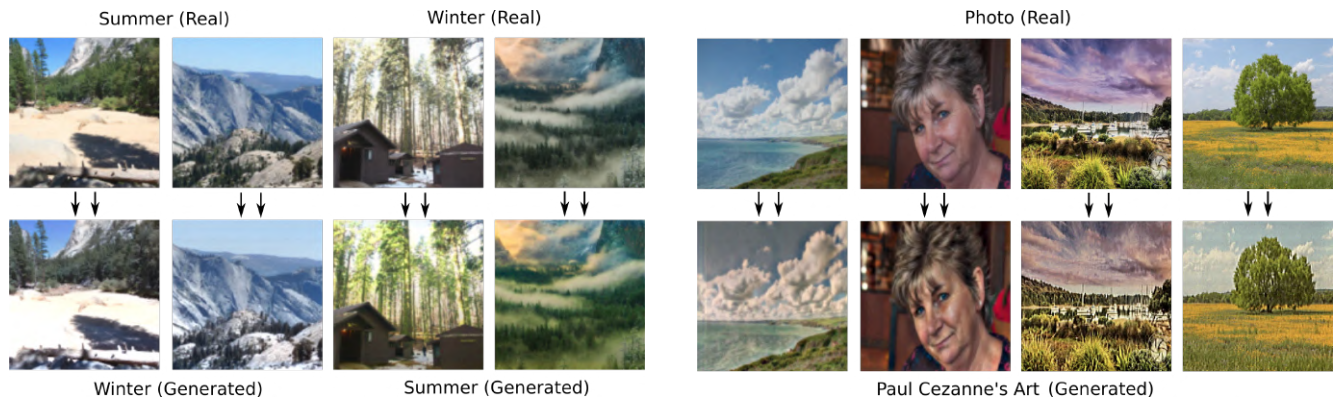 Summer (Real)
Winter (Real)
Photo (Real)
Winter (Generated)
Summer (Generated)
Paul Cezanne's Art (Generated)